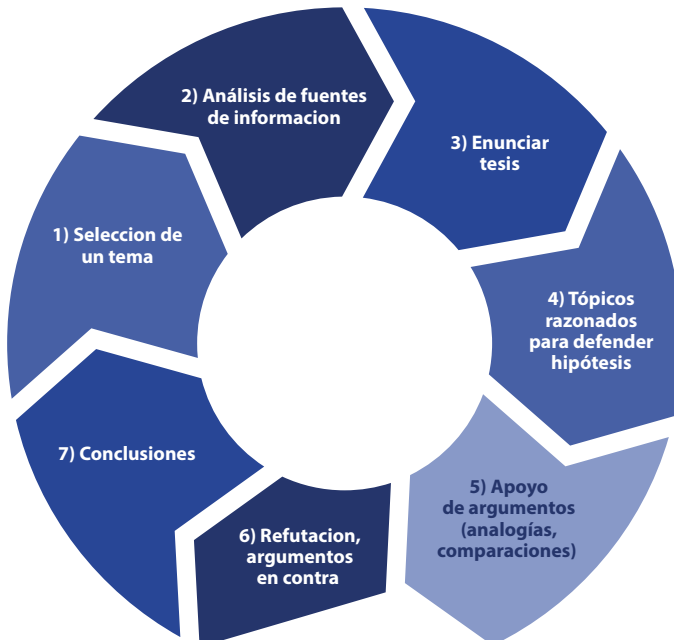 1) Seleccion de
un tema
2) Análisis de fuentes
de informacion
3) Enunciar
tesis
4) Tópicos
razonados
para defender
hipótesis
5) Apoyo
de argumentos
(analogías,
comparaciones)
6) Refutacion,
argumentos
en contra
7) Conclusiones